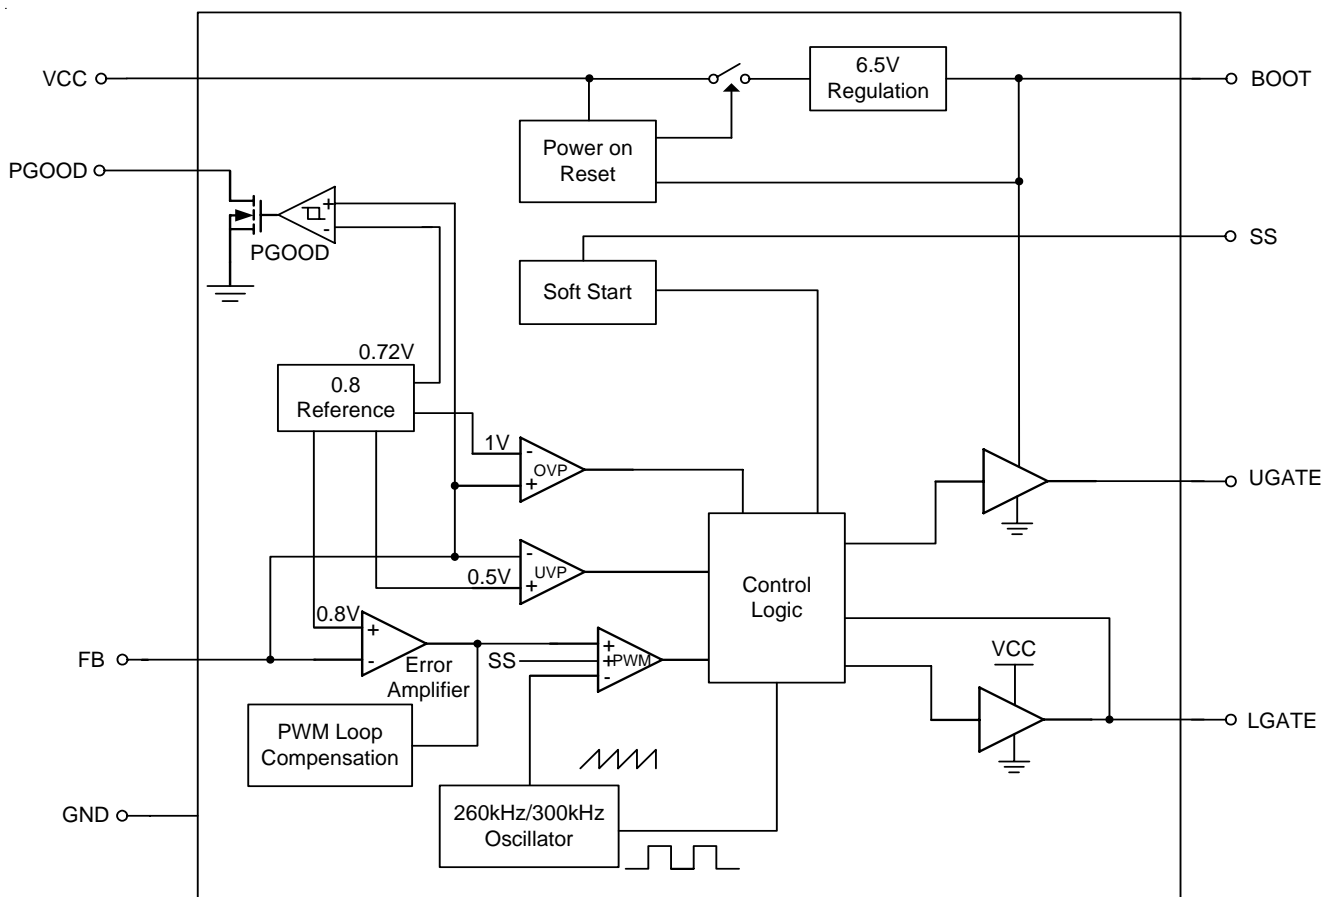 VCC
6.5V
Regulation
BOOT
Power on
Reset
PGOOD
+
-
PGOOD
SS
Soft Start
0.72V
0.8
Reference
1V
-
+
OVP
UGATE
-
+
UVP
0.5V
Control
Logic
0.8V
+
-
Error
Amplifier
FB
SS
+
+
-
PWM
VCC
LGATE
PWM Loop
Compensation
GND
260kHz/300kHz
Oscillator